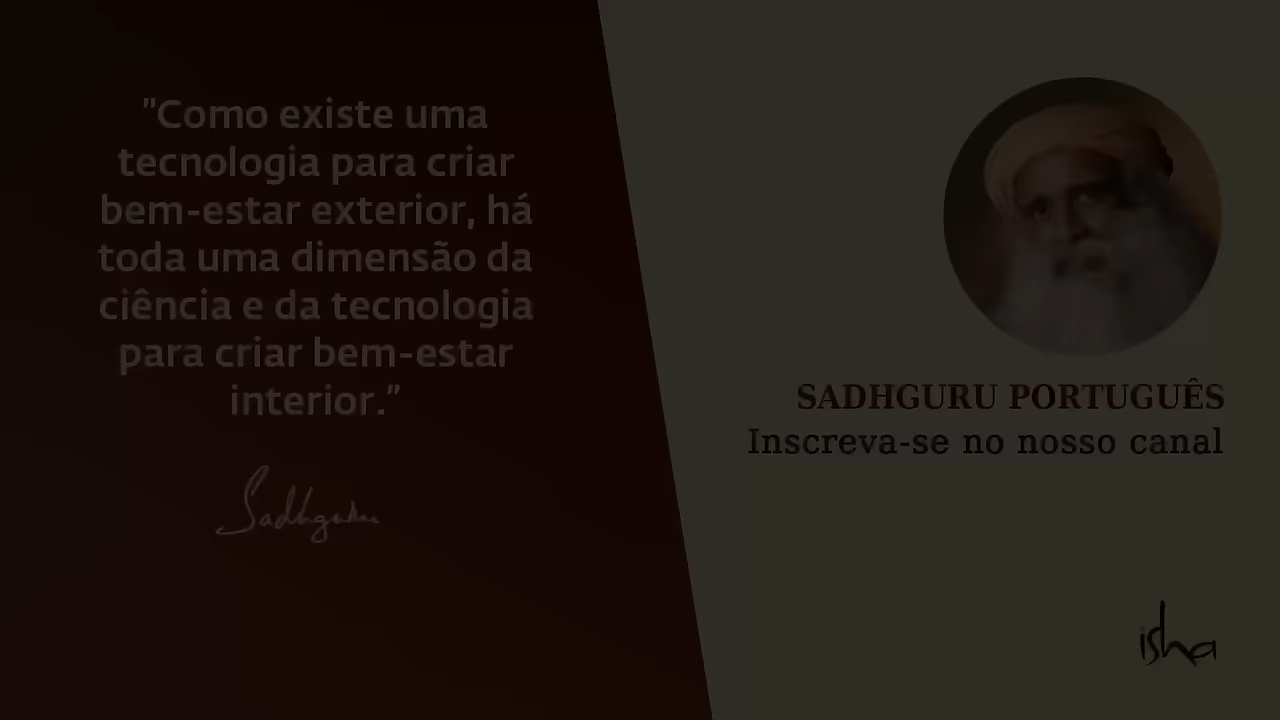 "Como existe uma
tecnologia para criar
bem-estar exterior, há
toda uma dimensão da
ciência e da tecnologia
para criar bem-estar
interior."
Sadhguru
SADHGURU PORTUGUÊS
Inscreva-se no nosso canal
isha